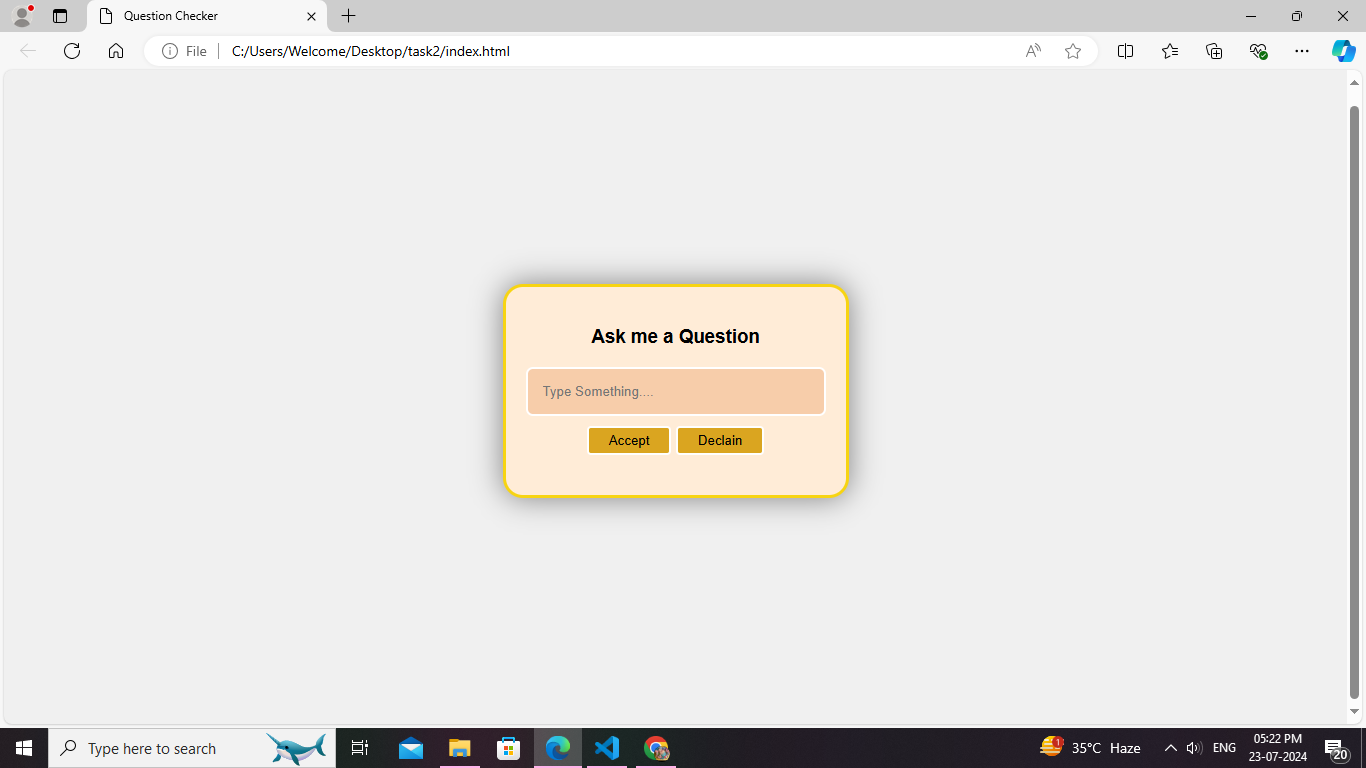 Question Checker
File
C:/Users/Welcome/Desktop/task2/index.html
Ask me a Question
Type Something....
Accept
Declain
Type here to search
1
35°C Haze
ENG
05:22 PM
23-07-2024
20